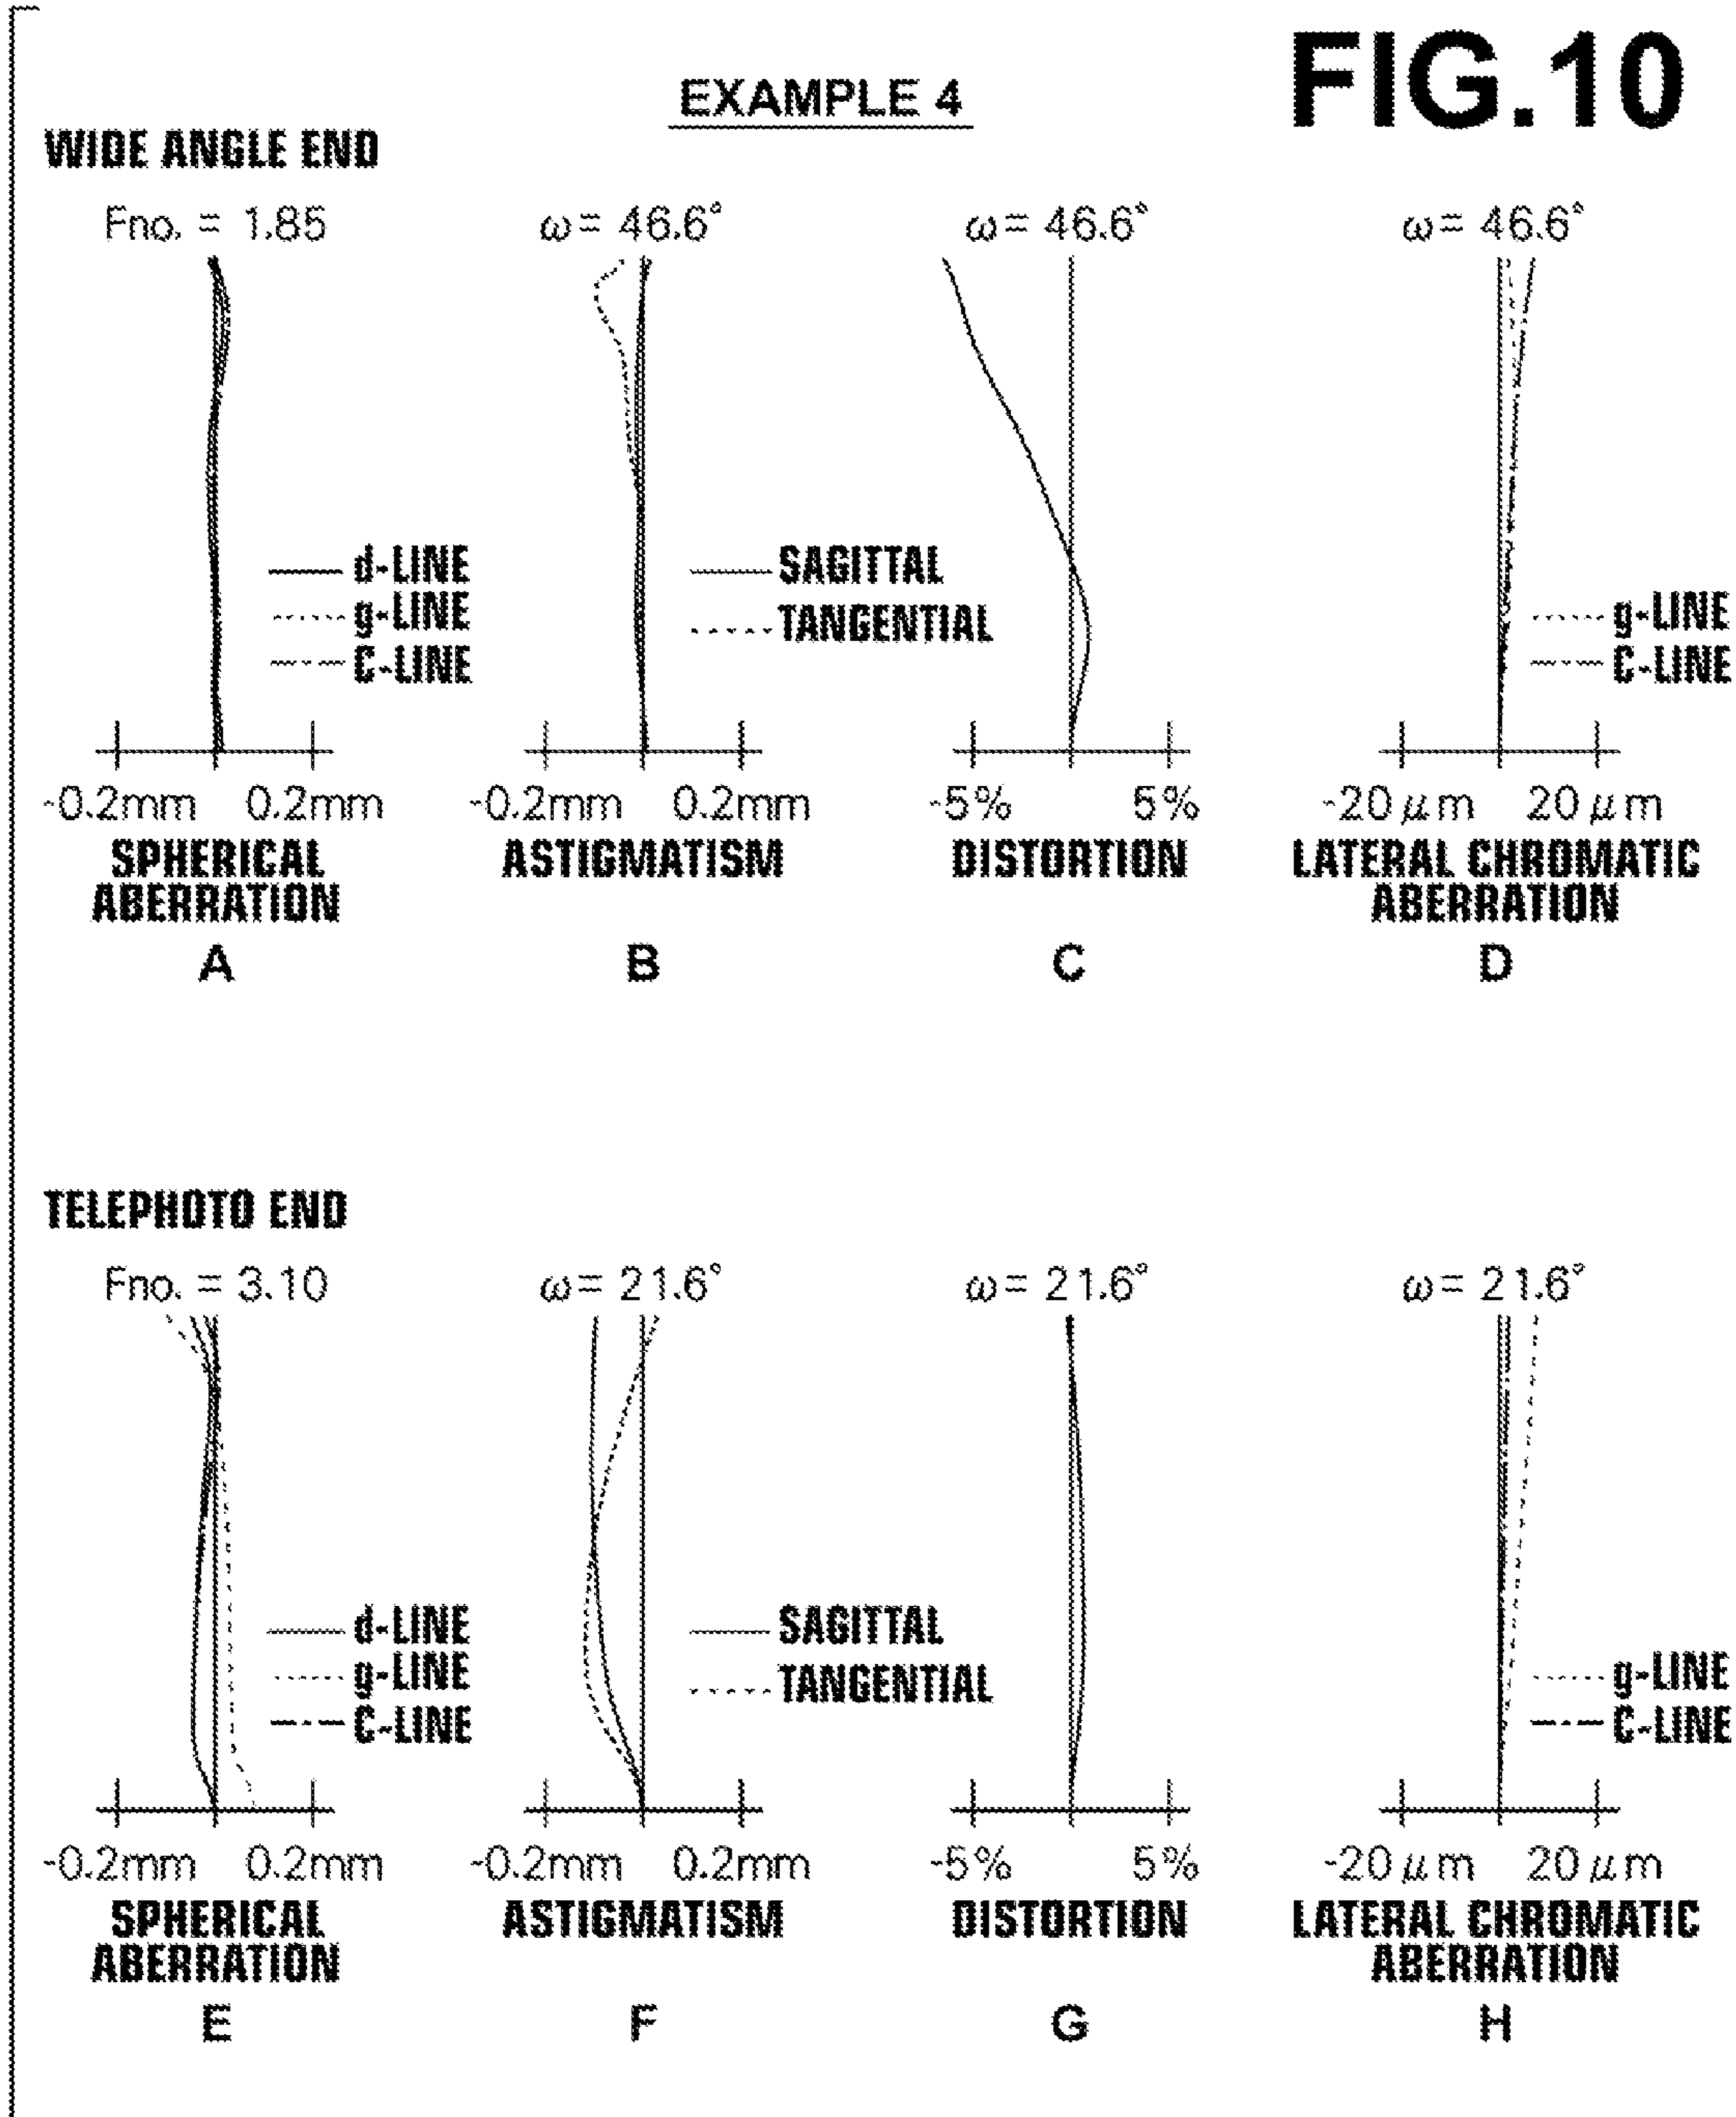 FIG.10
EXAMPLE 4
WIDE ANGLE END
Fno. = 1.85
ω= 46.6°
ω= 46.6°
ω= 46.6°
d-LINE
g-LINE
C-LINE
SAGITTAL
TANGENTIAL
g-LINE
C-LINE
-0.2mm 0.2mm
-0.2mm 0.2mm
-5% 5%
-20 μm 20 μm
SPHERICAL
ABERRATION
ASTIGMATISM
DISTORTION
LATERAL CHROMATIC
ABERRATION
A
B
C
D
TELEPHOTO END
Fno. = 3.10
ω= 21.6°
ω= 21.6°
ω= 21.6°
d-LINE
g-LINE
C-LINE
SAGITTAL
TANGENTIAL
g-LINE
C-LINE
-0.2mm 0.2mm
-0.2mm 0.2mm
-5% 5%
-20 μm 20 μm
SPHERICAL
ABERRATION
ASTIGMATISM
DISTORTION
LATERAL CHROMATIC
ABERRATION
E
F
G
H